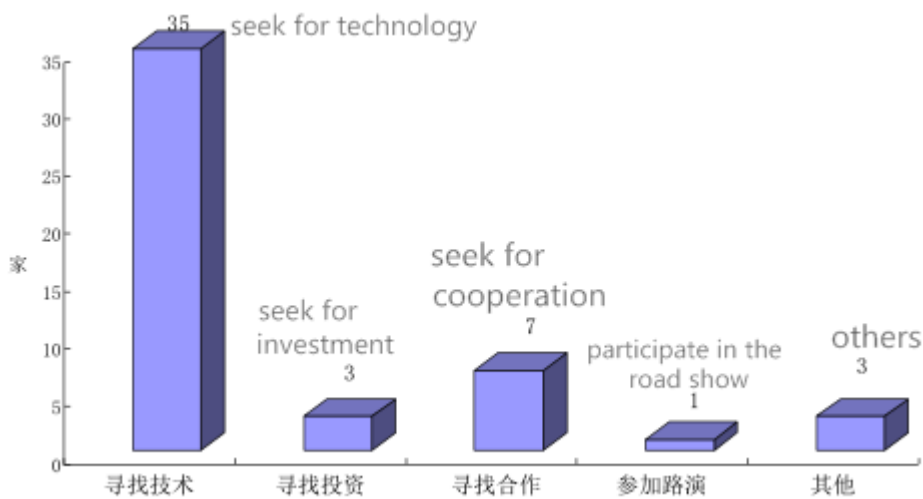 35 seek for technology
35
30
25
20
15
10
5
0
家
seek for
investment
3
seek for
cooperation
7
participate in the
road show
1
others
3
寻找技术 寻找投资 寻找合作 参加路演 其他